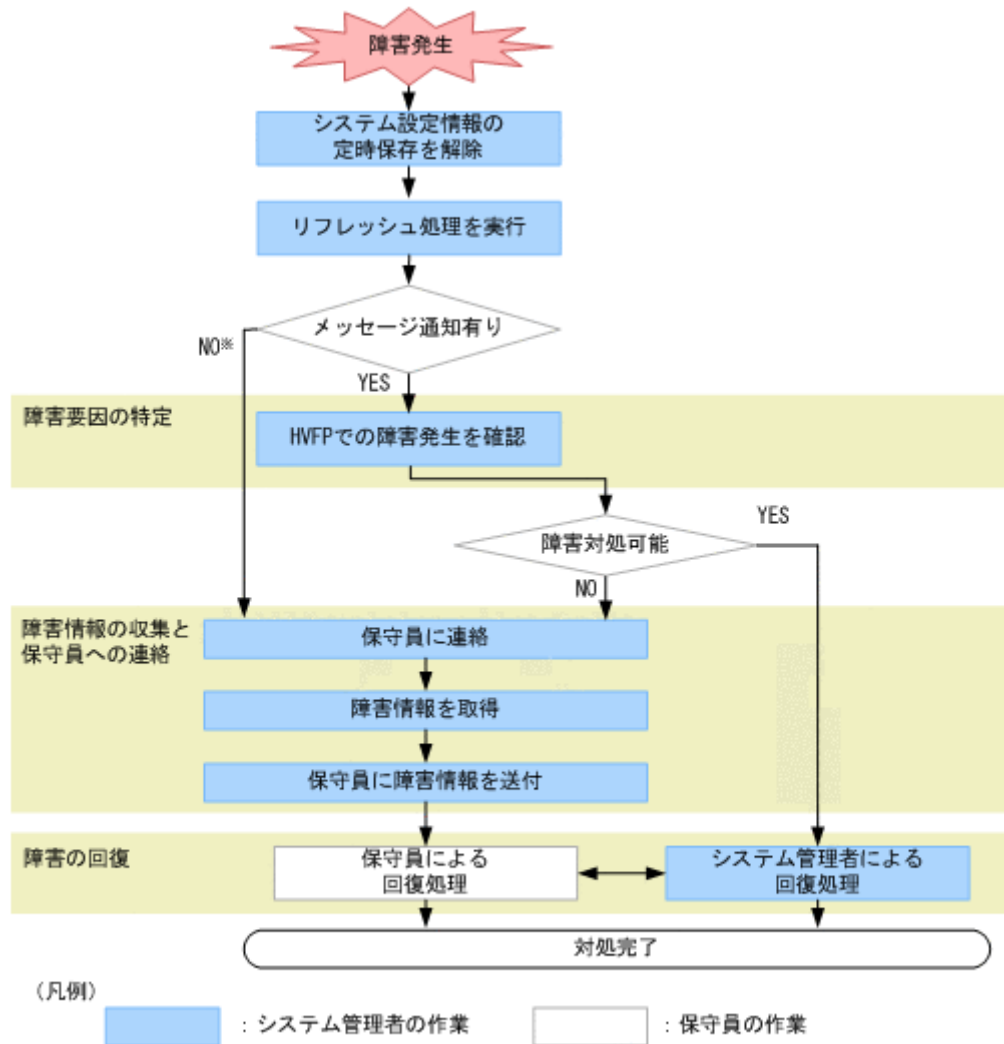 障害発生
システム設定情報の
定時保存を解除
リフレッシュ処理を実行
メッセージ通知有り
NO※
YES
障害要因の特定
HVFPでの障害発生を確認
YES
障害対処可能
NO
障害情報の収集と
保守員への連絡
保守員に連絡
障害情報を取得
保守員に障害情報を送付
障害の回復
保守員による
回復処理
システム管理者による
回復処理
対処完了
(凡例)
：システム管理者の作業
：保守員の作業